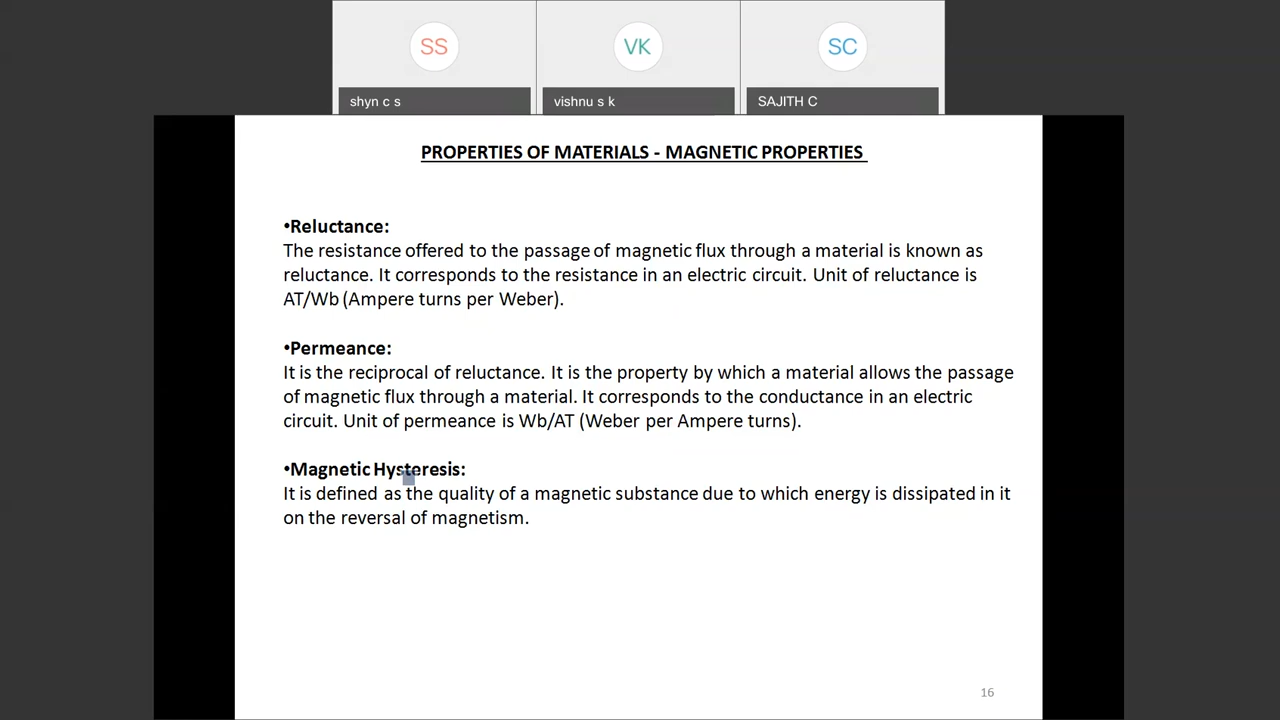 SS
VK
SC
shyn c s
vishnu s k
SAJITH C
PROPERTIES OF MATERIALS - MAGNETIC PROPERTIES
•Reluctance:
The resistance offered to the passage of magnetic flux through a material is known as
reluctance. It corresponds to the resistance in an electric circuit. Unit of reluctance is
AT/Wb (Ampere turns per Weber).
•Permeance:
It is the reciprocal of reluctance. It is the property by which a material allows the passage
of magnetic flux through a material. It corresponds to the conductance in an electric
circuit. Unit of permeance is Wb/AT (Weber per Ampere turns).
•Magnetic Hysteresis:
It is defined as the quality of a magnetic substance due to which energy is dissipated in it
on the reversal of magnetism.
16